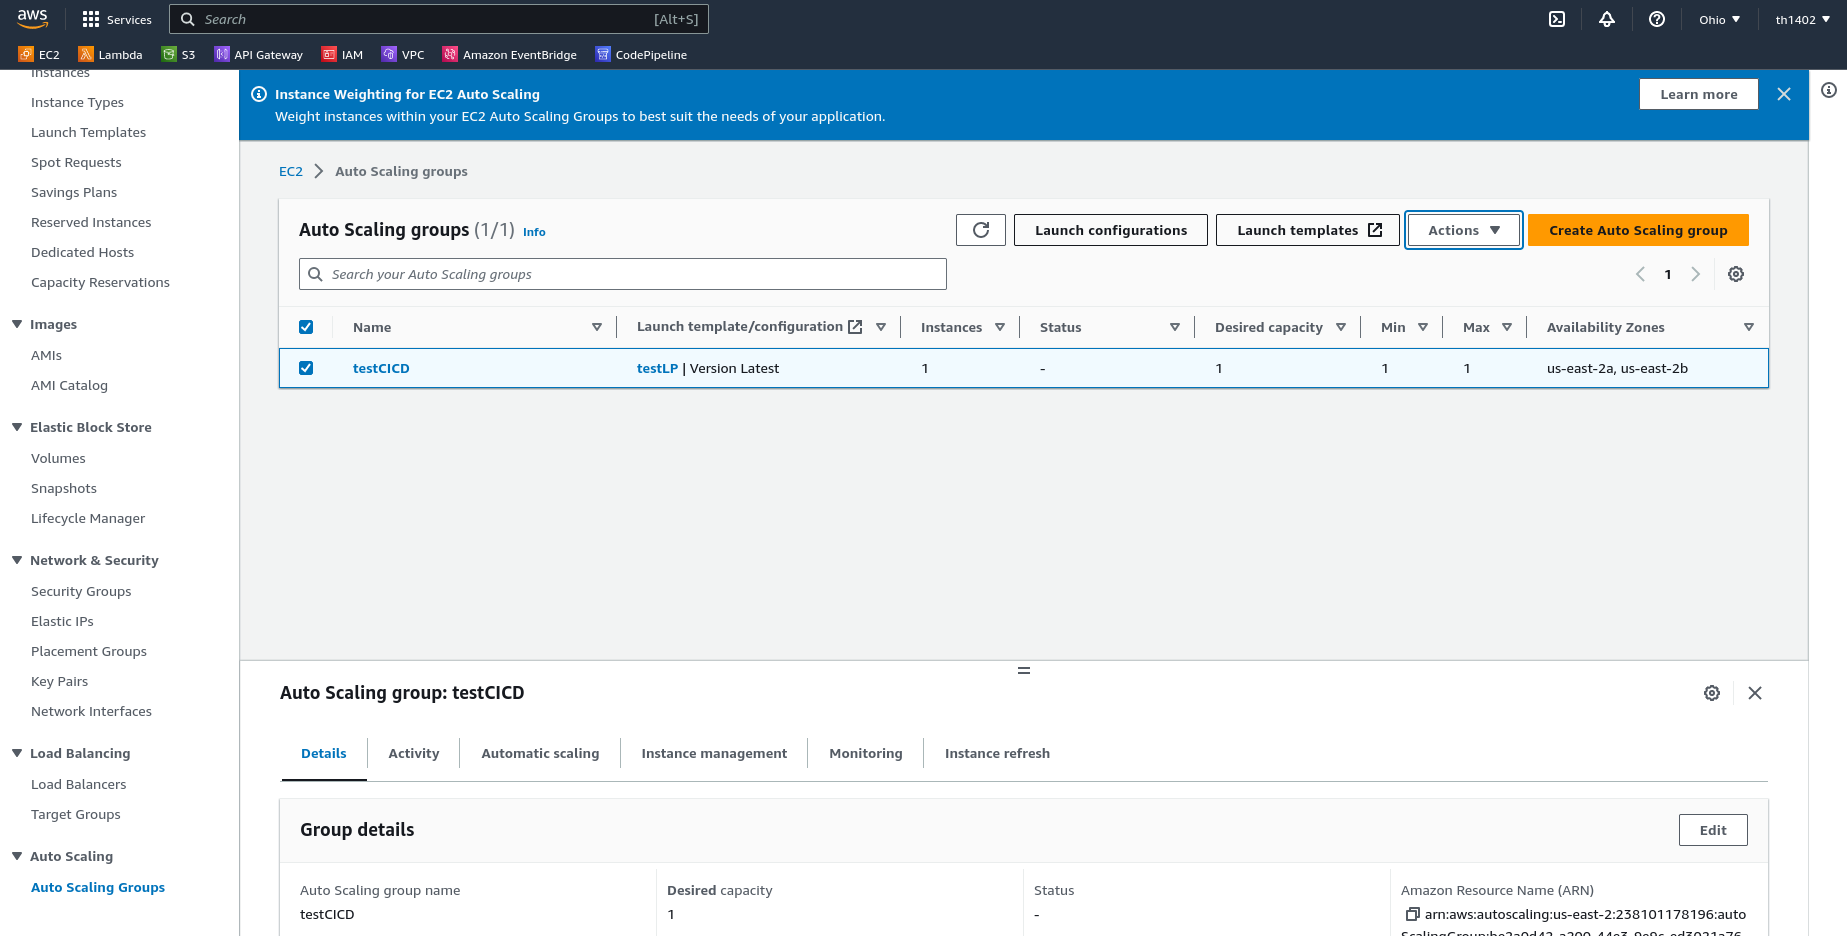 aws
Services
Search
[Alt+S]
Ohio
th1402
EC2
Lambda
S3
API Gateway
IAM
VPC
Amazon EventBridge
CodePipeline
Instances
Instance Types
Launch Templates
Spot Requests
Savings Plans
Reserved Instances
Dedicated Hosts
Capacity Reservations
Images
AMIs
AMI Catalog
Elastic Block Store
Volumes
Snapshots
Lifecycle Manager
Network & Security
Security Groups
Elastic IPs
Placement Groups
Key Pairs
Network Interfaces
Load Balancing
Load Balancers
Target Groups
Auto Scaling
Auto Scaling Groups
Instance Weighting for EC2 Auto Scaling
Weight instances within your EC2 Auto Scaling Groups to best suit the needs of your application.
Learn more
EC2
Auto Scaling groups
Auto Scaling groups (1/1) Info
Launch configurations
Launch templates
Actions
Create Auto Scaling group
Search your Auto Scaling groups
1
Name
Launch template/configuration
Instances
Status
Desired capacity
Min
Max
Availability Zones
testCICD
testLP | Version Latest
1
-
1
1
1
us-east-2a, us-east-2b
Auto Scaling group: testCICD
Details
Activity
Automatic scaling
Instance management
Monitoring
Instance refresh
Group details
Edit
Auto Scaling group name
testCICD
Desired capacity
1
Status
-
Amazon Resource Name (ARN)
arn:aws:autoscaling:us-east-2:238101178196:auto